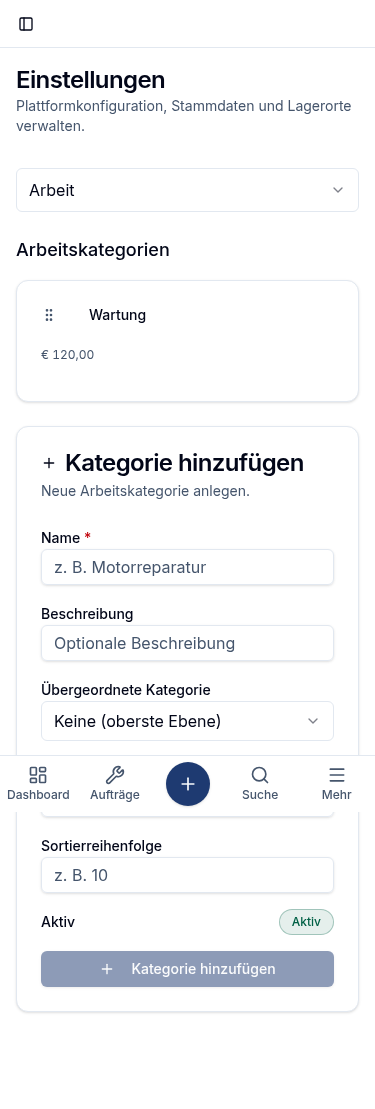 Einstellungen
Plattformkonfiguration, Stammdaten und Lagerorte
verwalten.
Arbeit
Arbeitskategorien
Wartung
€ 120,00
Kategorie hinzufügen
Neue Arbeitskategorie anlegen.
Name *
z. B. Motorreparatur
Beschreibung
Optionale Beschreibung
Übergeordnete Kategorie
Keine (oberste Ebene)
Dashboard
Aufträge
Suche
Mehr
Sortierreihenfolge
z. B. 10
Aktiv
Aktiv
Kategorie hinzufügen